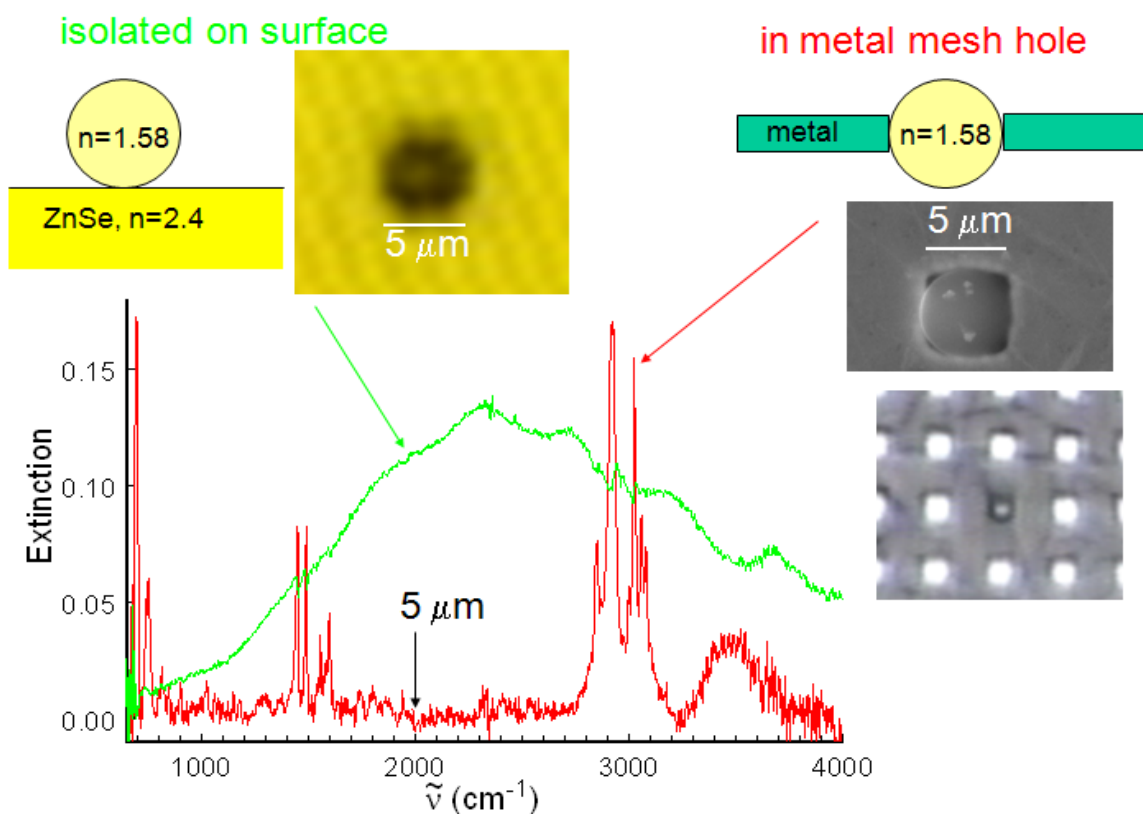 isolated on surface
in metal mesh hole
n=1.58
ZnSe, n=2.4
5 μm
metal
n=1.58
5 μm
0.15
0.10
0.05
0.00
Extinction
5 μm
1000
2000
3000
4000
ν̃ (cm⁻¹)